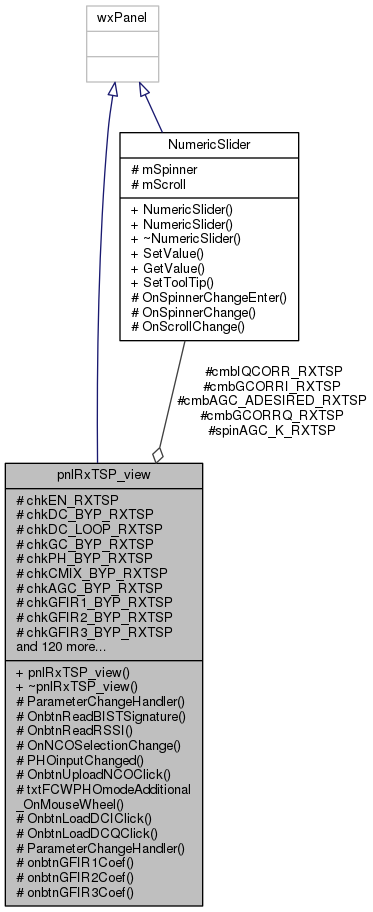 wxPanel
NumericSlider
# mSpinner
# mScroll
+ NumericSlider()
+ NumericSlider()
+ ~NumericSlider()
+ SetValue()
+ GetValue()
+ SetToolTip()
# OnSpinnerChangeEnter()
# OnSpinnerChange()
# OnScrollChange()
#cmbIQCORR_RXTSP
#cmbGCORRI_RXTSP
#cmbAGC_ADESIRED_RXTSP
#cmbGCORRQ_RXTSP
#spinAGC_K_RXTSP
pnlRxTSP_view
# chkEN_RXTSP
# chkDC_BYP_RXTSP
# chkDC_LOOP_RXTSP
# chkGC_BYP_RXTSP
# chkPH_BYP_RXTSP
# chkCMIX_BYP_RXTSP
# chkAGC_BYP_RXTSP
# chkGFIR1_BYP_RXTSP
# chkGFIR2_BYP_RXTSP
# chkGFIR3_BYP_RXTSP
and 120 more...
+ pnlRxTSP_view()
+ ~pnlRxTSP_view()
# ParameterChangeHandler()
# OnbtnReadBISTSignature()
# OnbtnReadRSSI()
# OnNCOSelectionChange()
# PHOinputChanged()
# OnbtnUploadNCOClick()
# txtFCWPHOmodeAdditional
_OnMouseWheel()
# OnbtnLoadDCIClick()
# OnbtnLoadDCQClick()
# ParameterChangeHandler()
# onbtnGFIR1Coef()
# onbtnGFIR2Coef()
# onbtnGFIR3Coef()